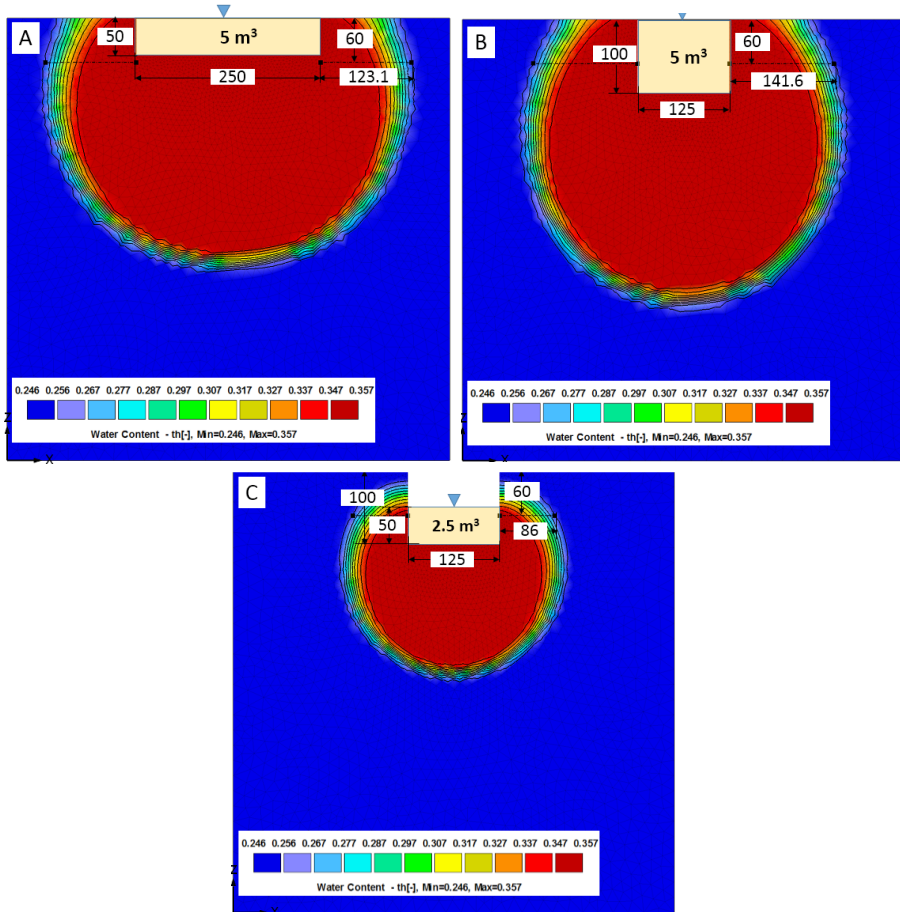 A
50
5 m³
60
250
123.1
0.246 0.256 0.267 0.277 0.287 0.297 0.307 0.317 0.327 0.337 0.347 0.357
Water Content - th[-], Min=0.246, Max=0.357
Z
X
B
100
5 m³
60
125
141.6
0.246 0.256 0.267 0.277 0.287 0.297 0.307 0.317 0.327 0.337 0.347 0.357
Water Content - th[-], Min=0.246, Max=0.357
Z
X
C
100
60
50
2.5 m³
86
125
0.246 0.256 0.267 0.277 0.287 0.297 0.307 0.317 0.327 0.337 0.347 0.357
Water Content - th[-], Min=0.246, Max=0.357
Z
X